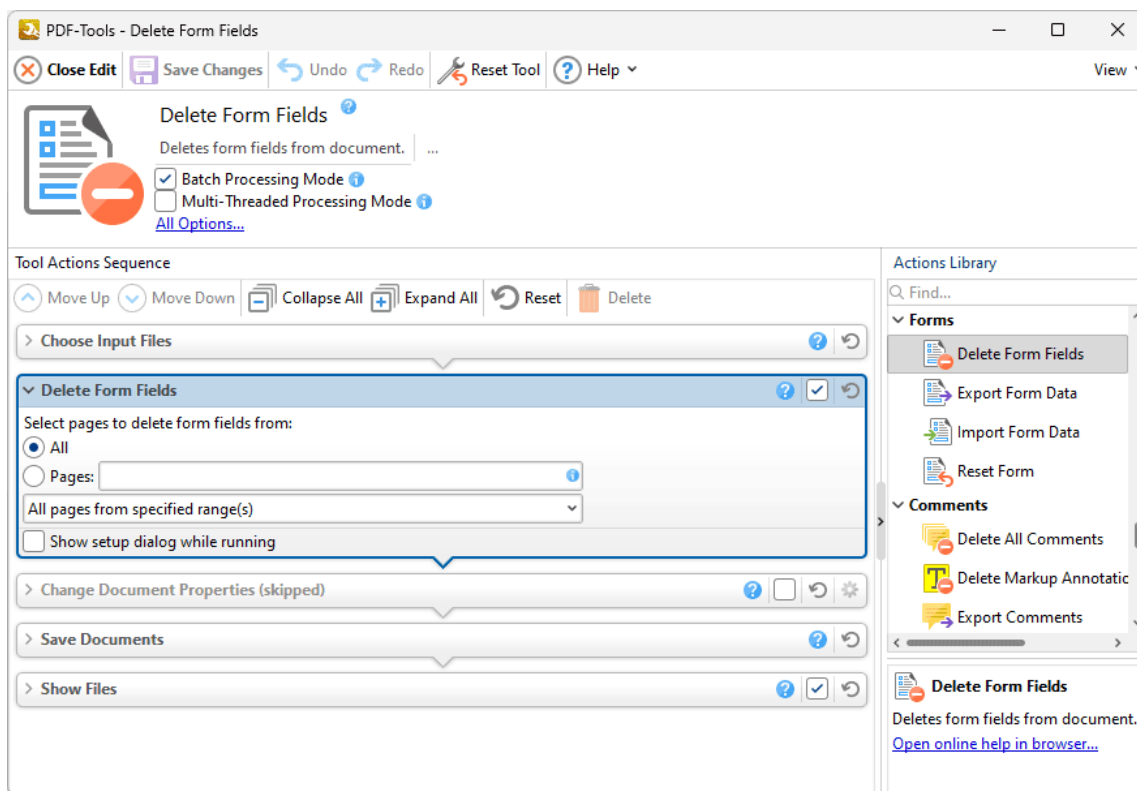 PDF-Tools - Delete Form Fields
Close Edit Save Changes Undo Redo Reset Tool ? Help View
Delete Form Fields ?
Deletes form fields from document. ...
Batch Processing Mode i
Multi-Threaded Processing Mode i
All Options...
Tool Actions Sequence
Move Up Move Down Collapse All Expand All Reset Delete
Choose Input Files ?
Delete Form Fields ?
Select pages to delete form fields from:
All
Pages: i
All pages from specified range(s)
Show setup dialog while running
Change Document Properties (skipped) ?
Save Documents ?
Show Files ?
Actions Library
Find...
Forms
Delete Form Fields
Export Form Data
Import Form Data
Reset Form
Comments
Delete All Comments
T Delete Markup Annotatic
Export Comments
Delete Form Fields
Deletes form fields from document.
Open online help in browser...